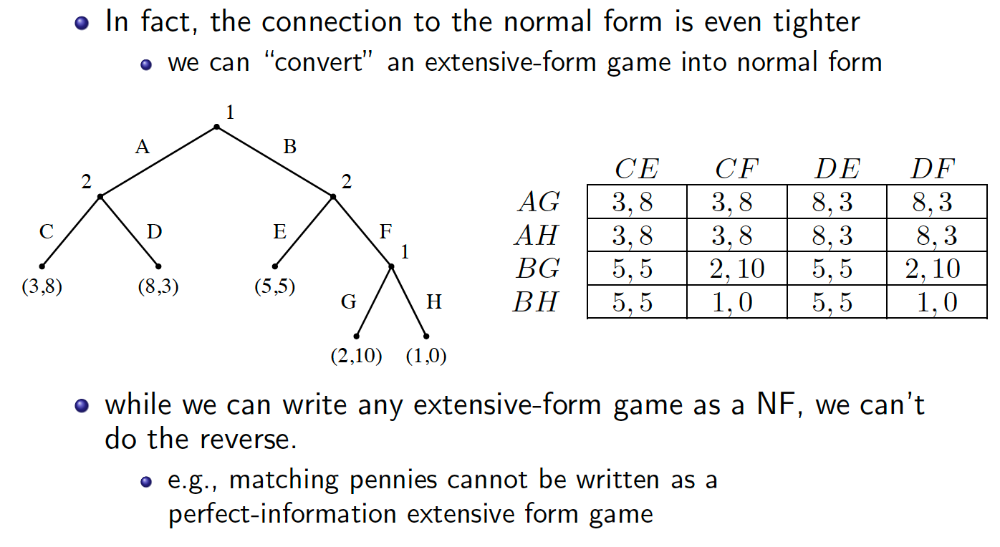 In fact, the connection to the normal form is even tighter
we can “convert” an extensive-form game into normal form
1
A B
2 2
C D E F
1
(3,8) (8,3) (5,5)
G H
(2,10) (1,0)
CE CF DE DF
AG 3, 8 3, 8 8, 3 8, 3
AH 3, 8 3, 8 8, 3 8, 3
BG 5, 5 2, 10 5, 5 2, 10
BH 5, 5 1, 0 5, 5 1, 0
while we can write any extensive-form game as a NF, we can’t
do the reverse.
e.g., matching pennies cannot be written as a
perfect-information extensive form game